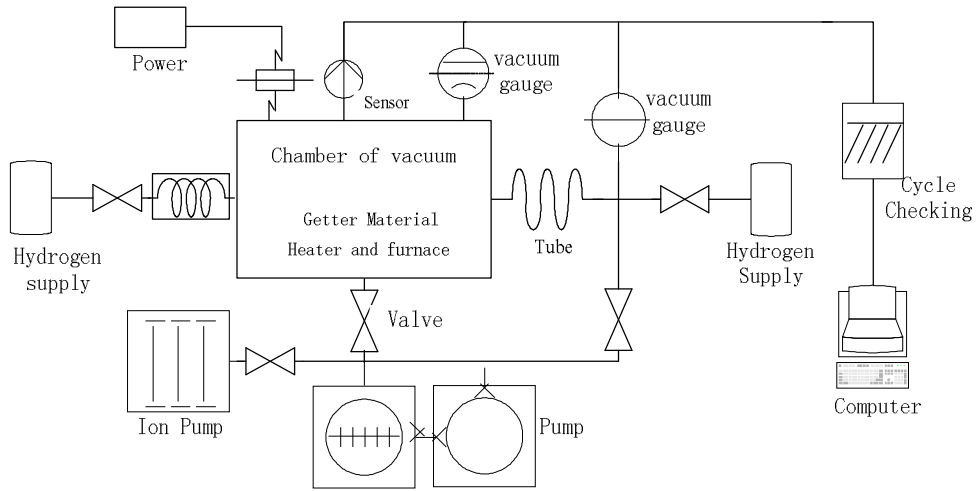 Power
Sensor
vacuum
gauge
vacuum
gauge
Chamber of vacuum
Getter Material
Heater and furnace
Cycle
Checking
Hydrogen
supply
Tube
Hydrogen
Supply
Valve
Ion Pump
Pump
Computer